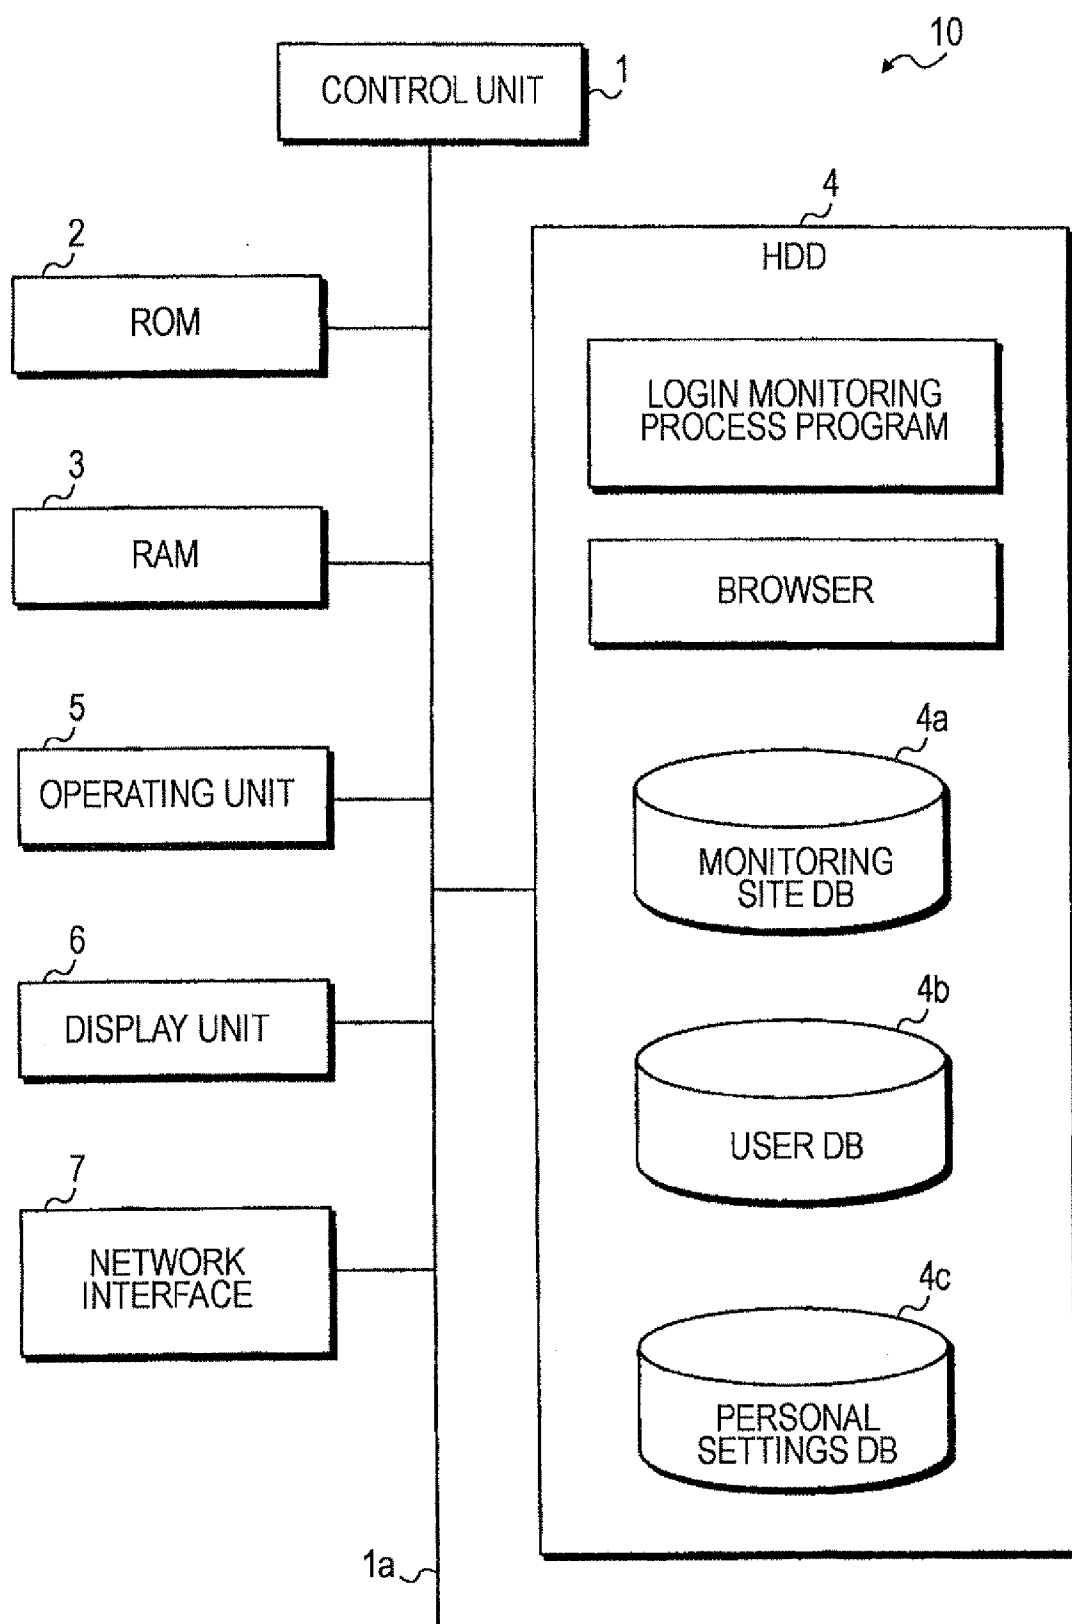 10
1
CONTROL UNIT
4
HDD
2
ROM
LOGIN MONITORING
PROCESS PROGRAM
3
RAM
BROWSER
5
OPERATING UNIT
4a
MONITORING
SITE DB
6
DISPLAY UNIT
4b
USER DB
7
NETWORK
INTERFACE
4c
PERSONAL
SETTINGS DB
1a